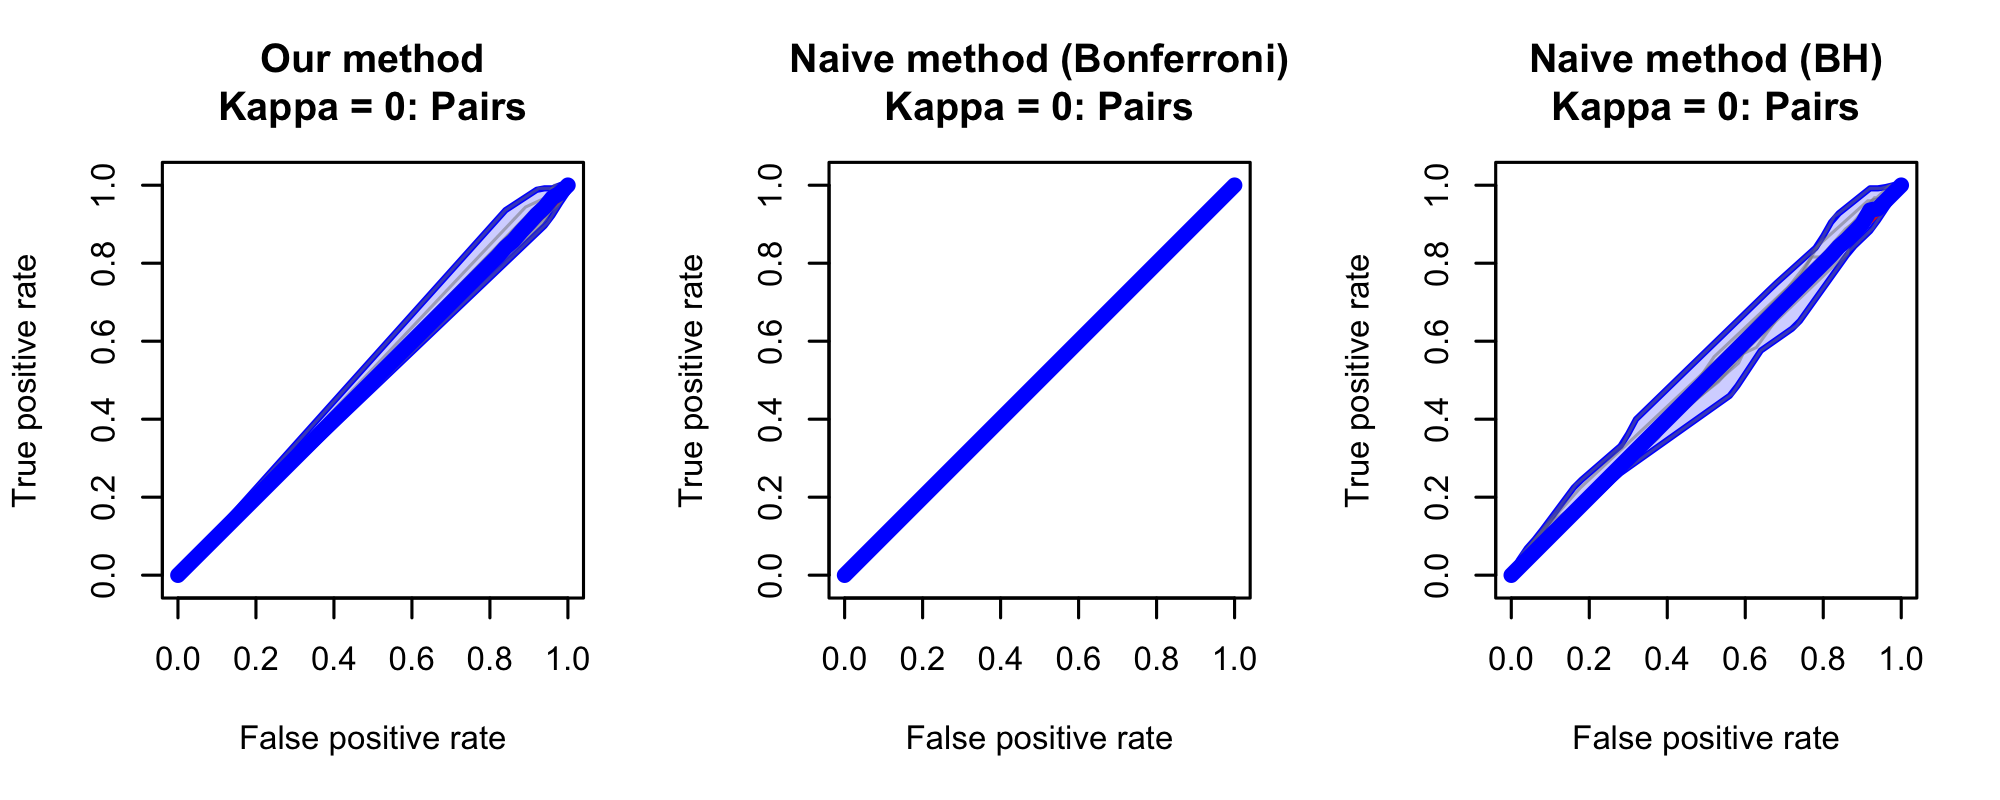 Our method
Kappa = 0: Pairs
True positive rate
1.0
0.8
0.6
0.4
0.2
0.0
0.0 0.2 0.4 0.6 0.8 1.0
False positive rate
Naive method (Bonferroni)
Kappa = 0: Pairs
True positive rate
1.0
0.8
0.6
0.4
0.2
0.0
0.0 0.2 0.4 0.6 0.8 1.0
False positive rate
Naive method (BH)
Kappa = 0: Pairs
True positive rate
1.0
0.8
0.6
0.4
0.2
0.0
0.0 0.2 0.4 0.6 0.8 1.0
False positive rate